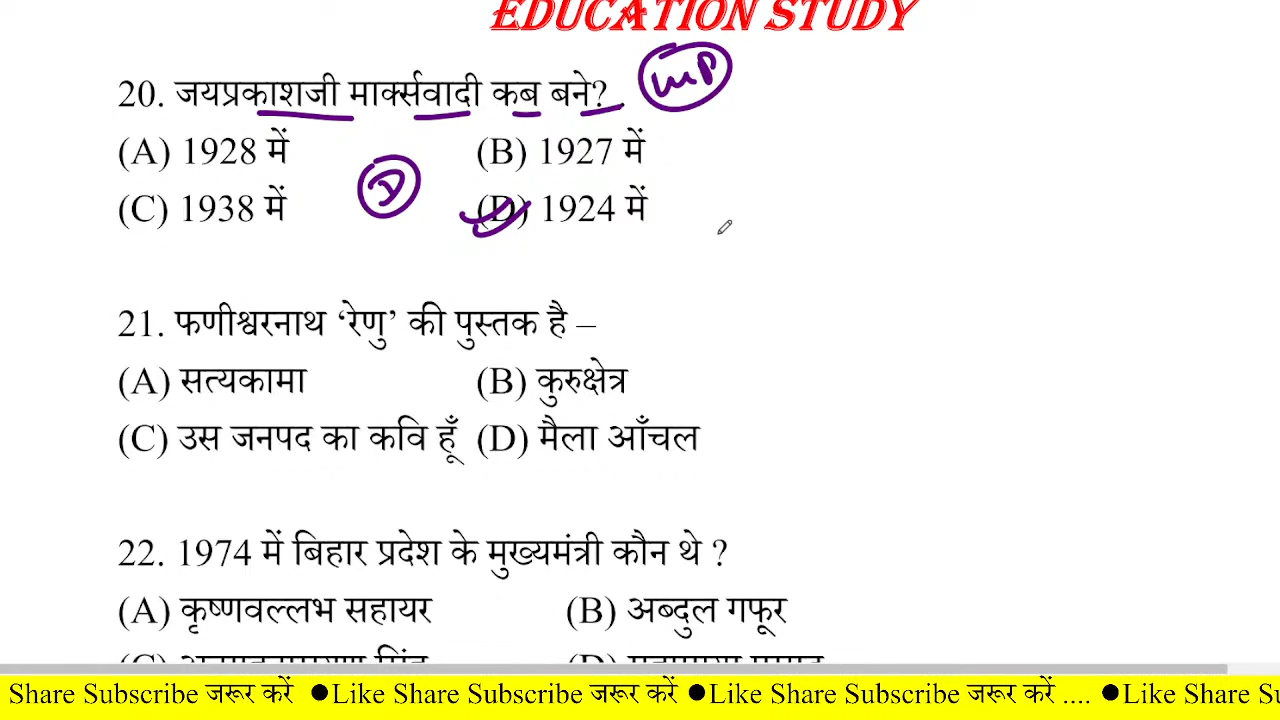 EDUCATION STUDY
20. जयप्रकाशजी मार्क्सवादी कब बने? . Imp
(A) 1928 में (B) 1927 में
D
(C) 1938 में (D) 1924 में
21. फणीश्वरनाथ ‘रेणु’ की पुस्तक है –
(A) सत्यकामा (B) कुरुक्षेत्र
(C) उस जनपद का कवि हूँ (D) मैला आँचल
22. 1974 में बिहार प्रदेश के मुख्यमंत्री कौन थे ?
(A) कृष्णवल्लभ सहायर (B) अब्दुल गफूर
(C) (D)
Share Subscribe जरूर करें ●Like Share Subscribe जरूर करें ●Like Share Subscribe जरूर करें .... ●Like Share Su